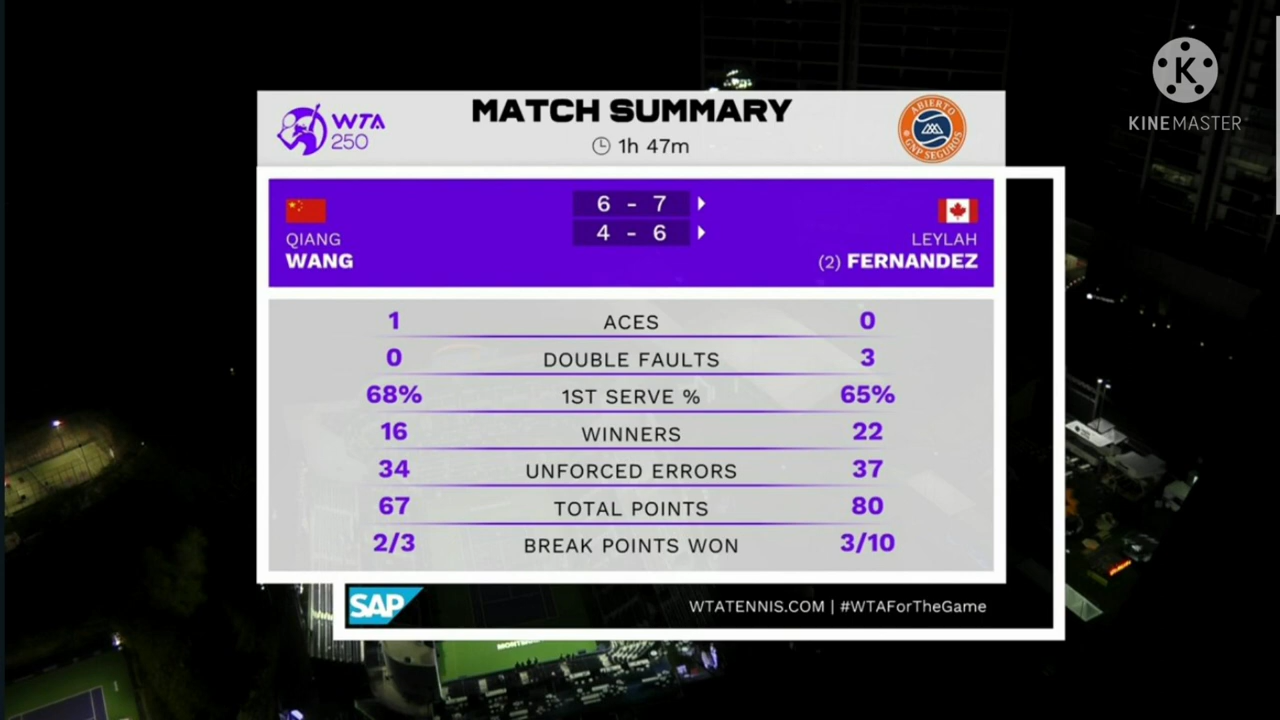 K
KINEMASTER
WTA
250
MATCH SUMMARY
1h 47m
ABIERTO
GNP SEGUROS
QIANG
WANG
6 - 7
4 - 6
LEYLAH
(2) FERNANDEZ
1 ACES 0
0 DOUBLE FAULTS 3
68% 1ST SERVE % 65%
16 WINNERS 22
34 UNFORCED ERRORS 37
67 TOTAL POINTS 80
2/3 BREAK POINTS WON 3/10
SAP
WTATENNIS.COM | #WTAForTheGame